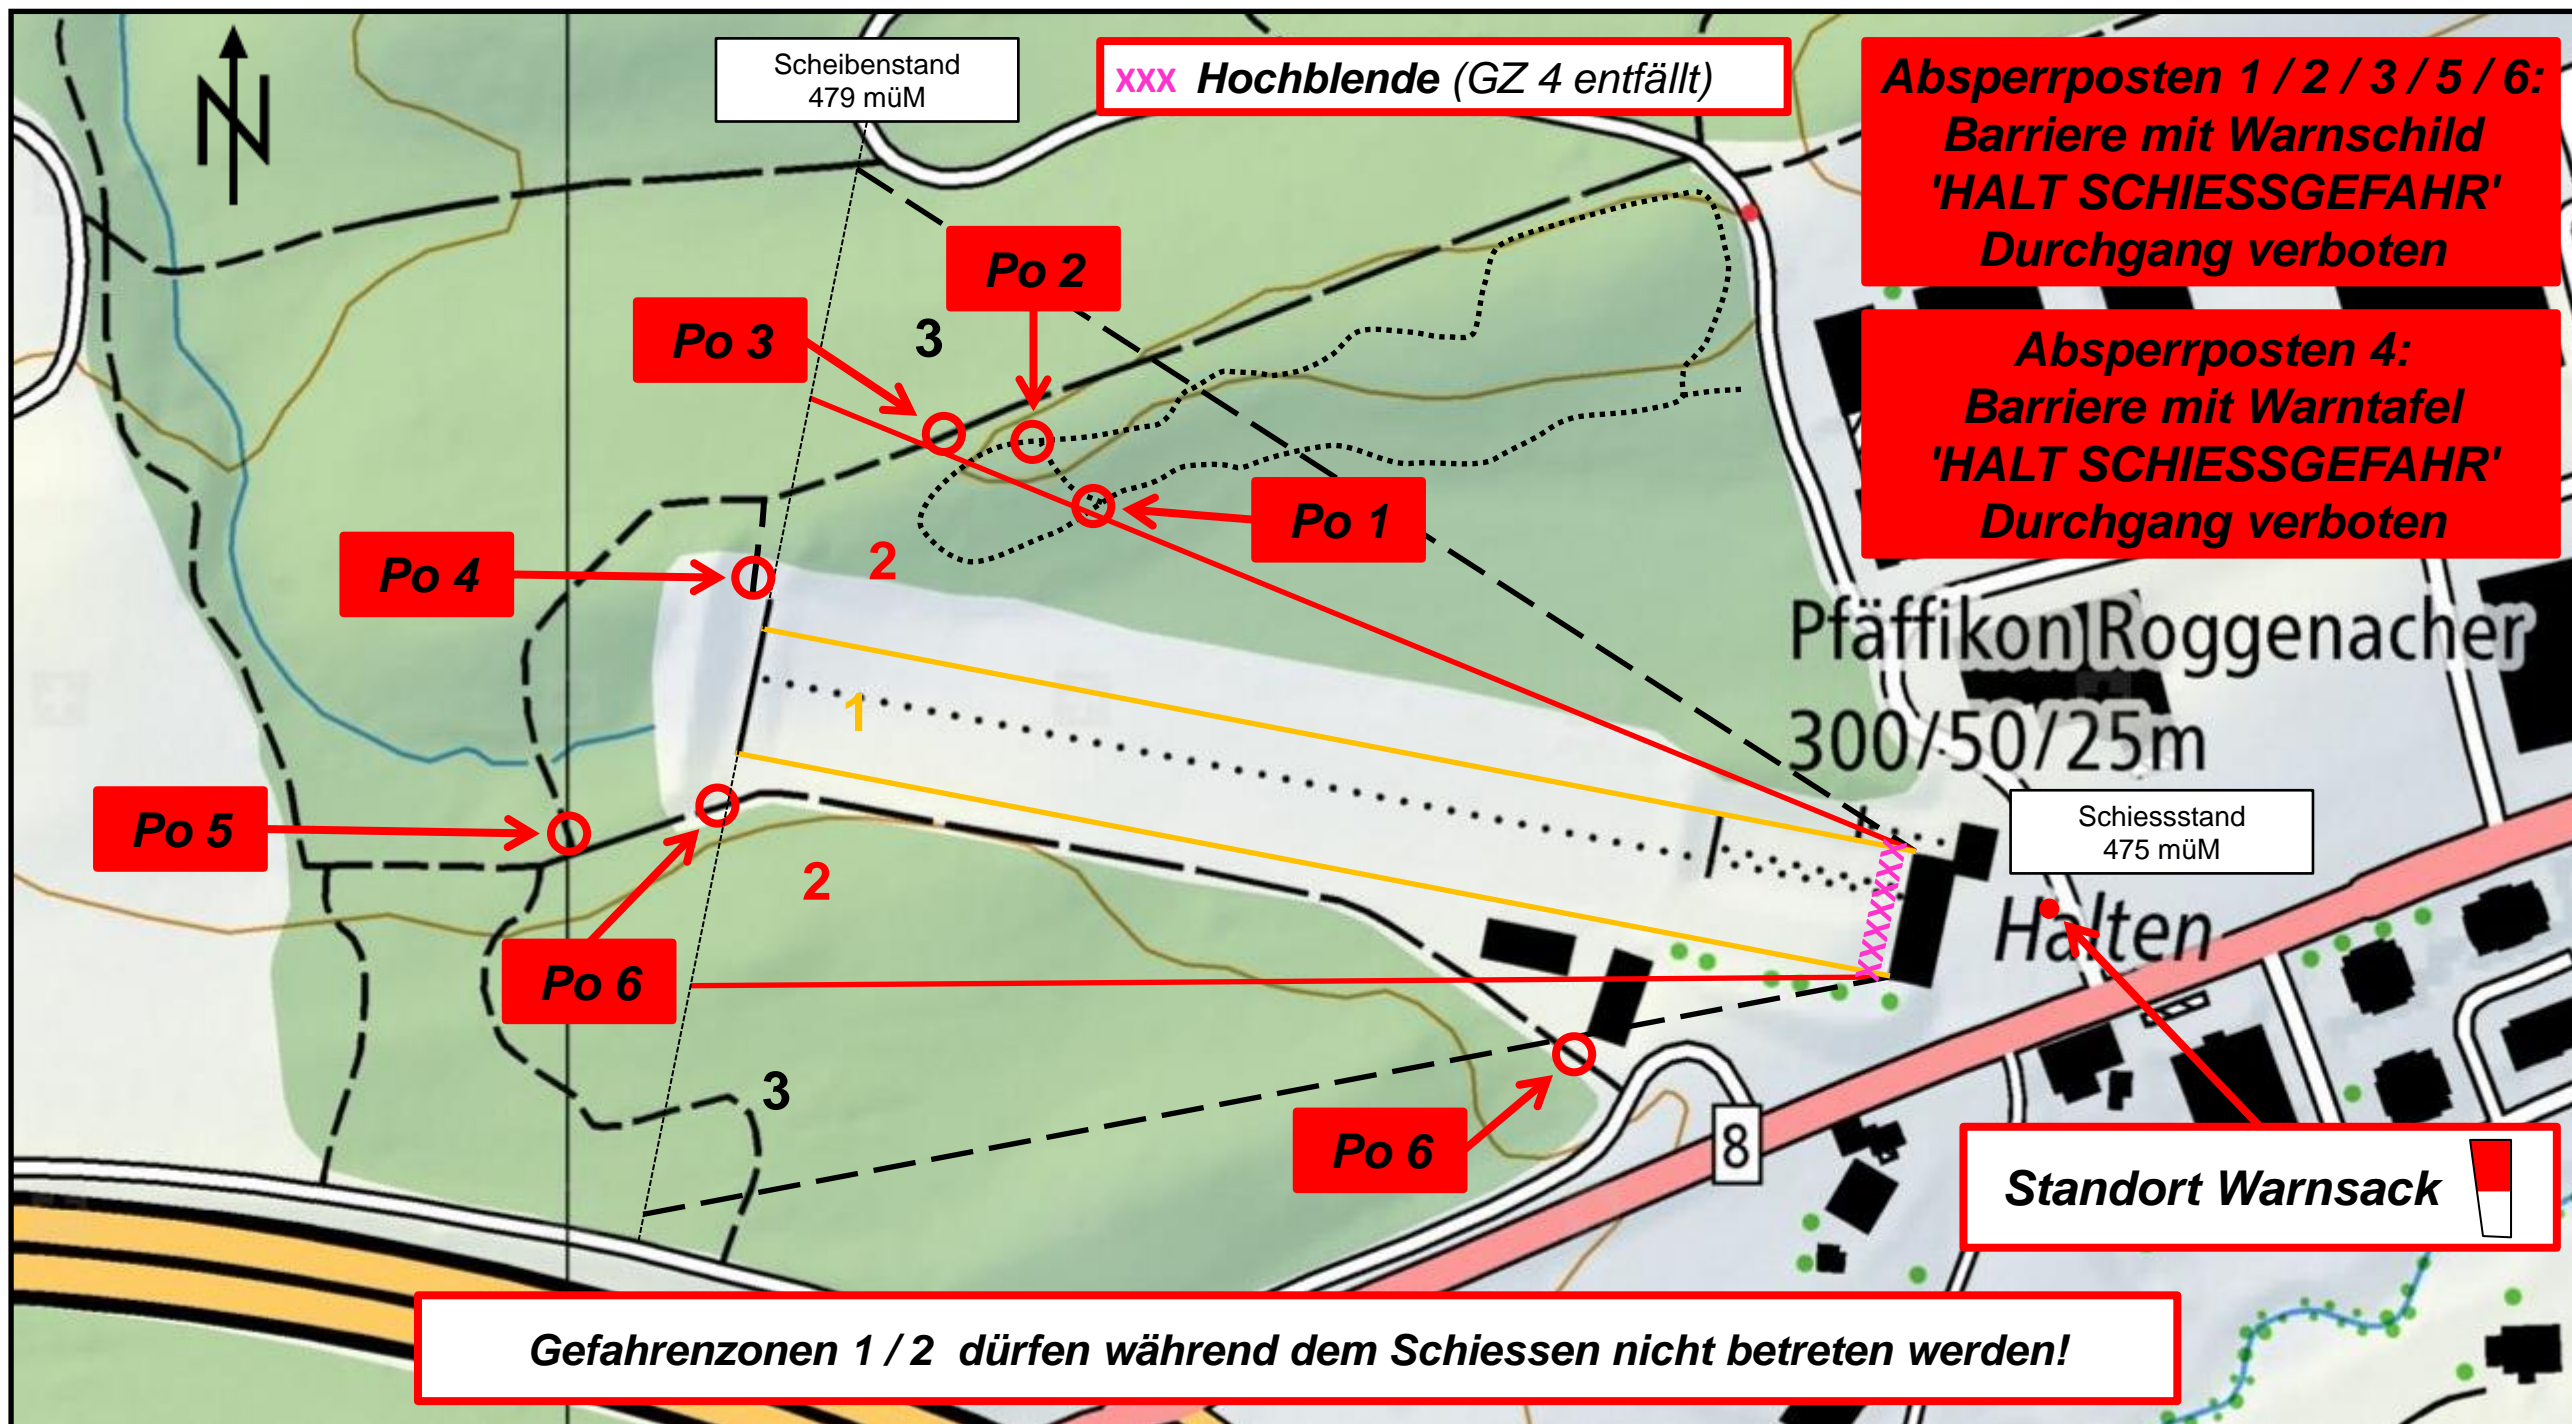 N
Scheibenstand
479 müM
xxx Hochblende (GZ 4 entfällt)
Absperrposten 1 / 2 / 3 / 5 / 6:
Barriere mit Warnschild
'HALT SCHIESSGEFAHR'
Durchgang verboten
Po 2
Po 3
3
Absperrposten 4:
Barriere mit Warntafel
'HALT SCHIESSGEFAHR'
Durchgang verboten
Po 1
Po 4
2
Pfäffikon Roggenacher
300/50/25m
1
Po 5
Schiessstand
475 müM
2
XXXXXXX
Halten
Po 6
3
Po 6
8
Standort Warnsack
Gefahrenzonen 1 / 2 dürfen während dem Schiessen nicht betreten werden!